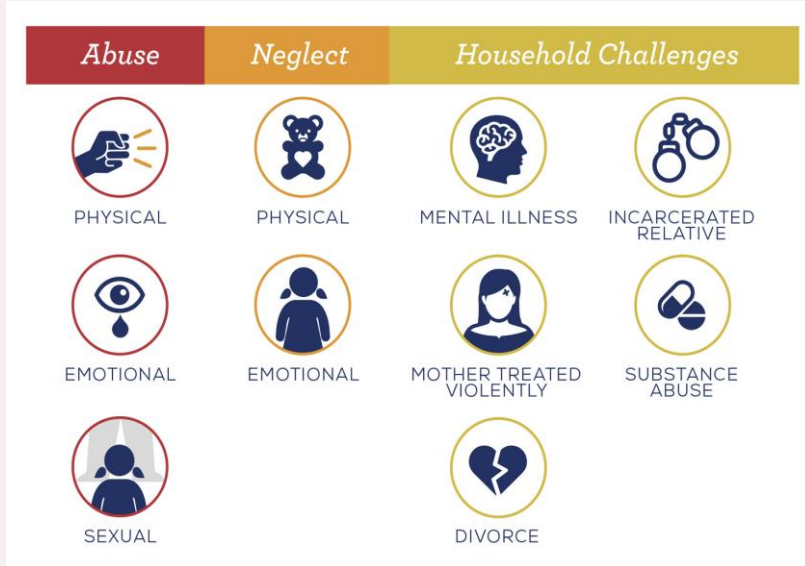 Abuse
Neglect
Household Challenges
PHYSICAL
PHYSICAL
MENTAL ILLNESS
INCARCERATED
RELATIVE
EMOTIONAL
EMOTIONAL
MOTHER TREATED
VIOLENTLY
SUBSTANCE
ABUSE
SEXUAL
DIVORCE